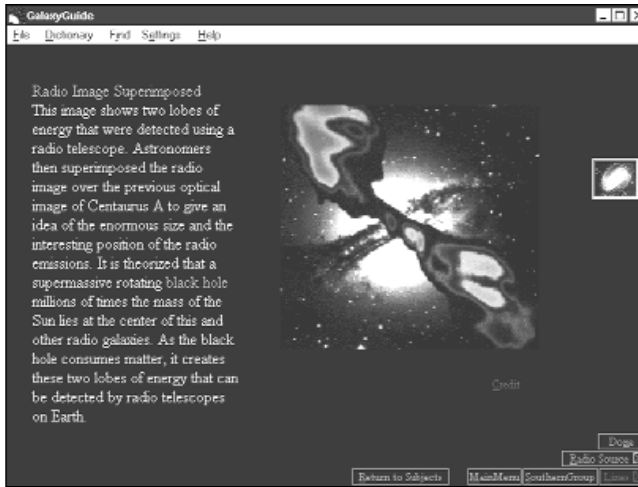 GalaxyGuide
File Dictionary Find Settings Help
Radio Image Superimposed
This image shows two lobes of
energy that were detected using a
radio telescope. Astronomers
then superimposed the radio
image over the previous optical
image of Centaurus A to give an
idea of the enormous size and the
interesting position of the radio
emissions. It is theorized that a
supermassive rotating black hole
millions of times the mass of the
Sun lies at the center of this and
other radio galaxies. As the black
hole consumes matter, it creates
these two lobes of energy that can
be detected by radio telescopes
on Earth.
Credit
Done
Radio Source
Return to Subjects MainMenu SouthernGroup Lines